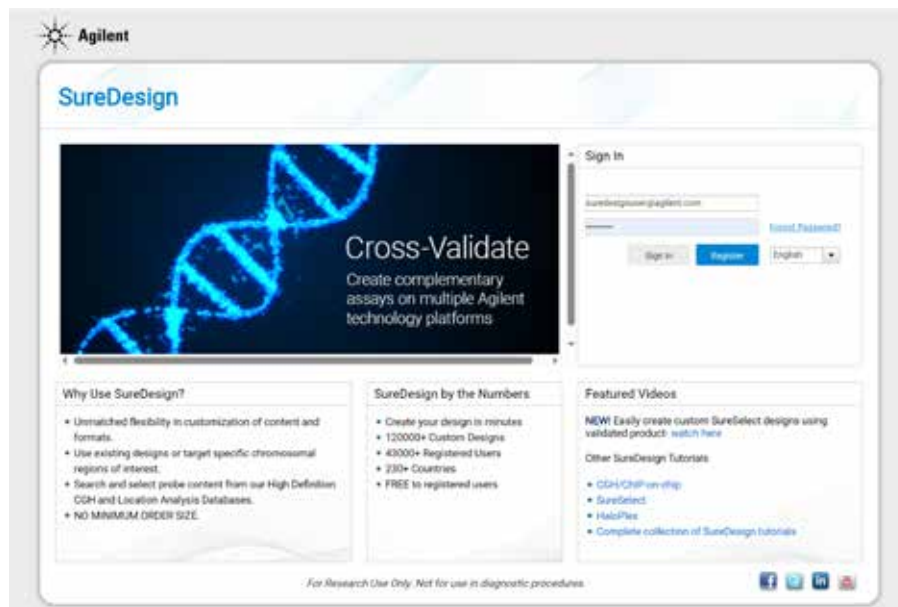 Agilent
SureDesign
Cross-Validate
Create complementary
assays on multiple Agilent
technology platforms
Sign In
suredesignuser@agilent.com
Forgot Password?
Sign In
Register
English
Why Use SureDesign?
• Unmatched flexibility in customization of content and
formats.
• Use existing designs or target specific chromosomal
regions of interest.
• Search and select probe content from our High Definition
CGH and Location Analysis Databases.
• NO MINIMUM ORDER SIZE.
SureDesign by the Numbers
• Create your design in minutes
• 120000+ Custom Designs
• 43000+ Registered Users
• 230+ Countries
• FREE to registered users
Featured Videos
NEW! Easily create custom SureSelect designs using
validated product- watch here
Other SureDesign Tutorials
• CGH/ChIP-on-chip
• SureSelect
• HaloPlex
• Complete collection of SureDesign tutorials
For Research Use Only. Not for use in diagnostic procedures.